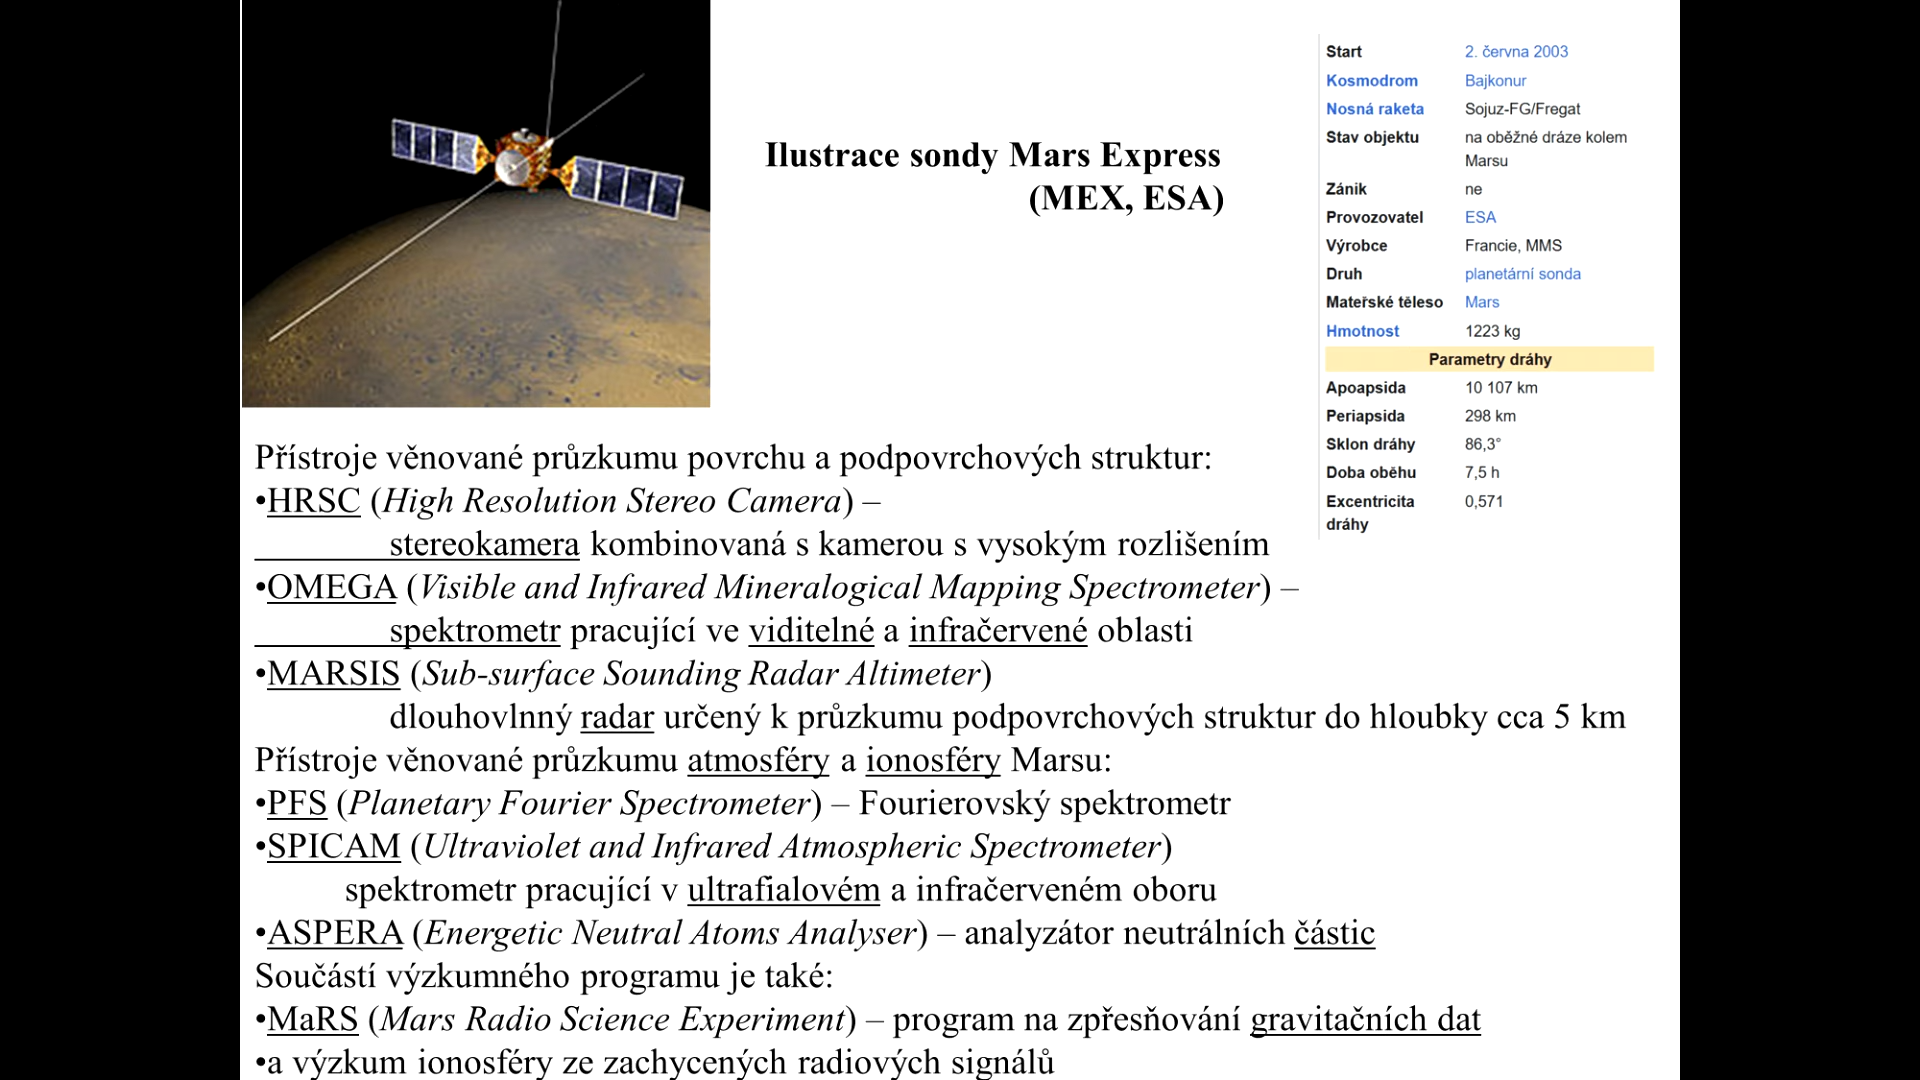 Ilustrace sondy Mars Express
(MEX, ESA)
Start 2. června 2003
Kosmodrom Bajkonur
Nosná raketa Sojuz-FG/Fregat
Stav objektu na oběžné dráze kolem
Marsu
Zánik ne
Provozovatel ESA
Výrobce Francie, MMS
Druh planetární sonda
Mateřské těleso Mars
Hmotnost 1223 kg
Parametry dráhy
Apoapsida 10 107 km
Periapsida 298 km
Sklon dráhy 86,3°
Doba oběhu 7,5 h
Excentricita 0,571
dráhy
Přístroje věnované průzkumu povrchu a podpovrchových struktur:
•HRSC (High Resolution Stereo Camera) –
stereokamera kombinovaná s kamerou s vysokým rozlišením
•OMEGA (Visible and Infrared Mineralogical Mapping Spectrometer) –
spektrometr pracující ve viditelné a infračervené oblasti
•MARSIS (Sub-surface Sounding Radar Altimeter)
dlouhovlnný radar určený k průzkumu podpovrchových struktur do hloubky cca 5 km
Přístroje věnované průzkumu atmosféry a ionosféry Marsu:
•PFS (Planetary Fourier Spectrometer) – Fourierovský spektrometr
•SPICAM (Ultraviolet and Infrared Atmospheric Spectrometer)
spektrometr pracující v ultrafialovém a infračerveném oboru
•ASPERA (Energetic Neutral Atoms Analyser) – analyzátor neutrálních částic
Součástí výzkumného programu je také:
•MaRS (Mars Radio Science Experiment) – program na zpřesňování gravitačních dat
•a výzkum ionosféry ze zachycených radiových signálů